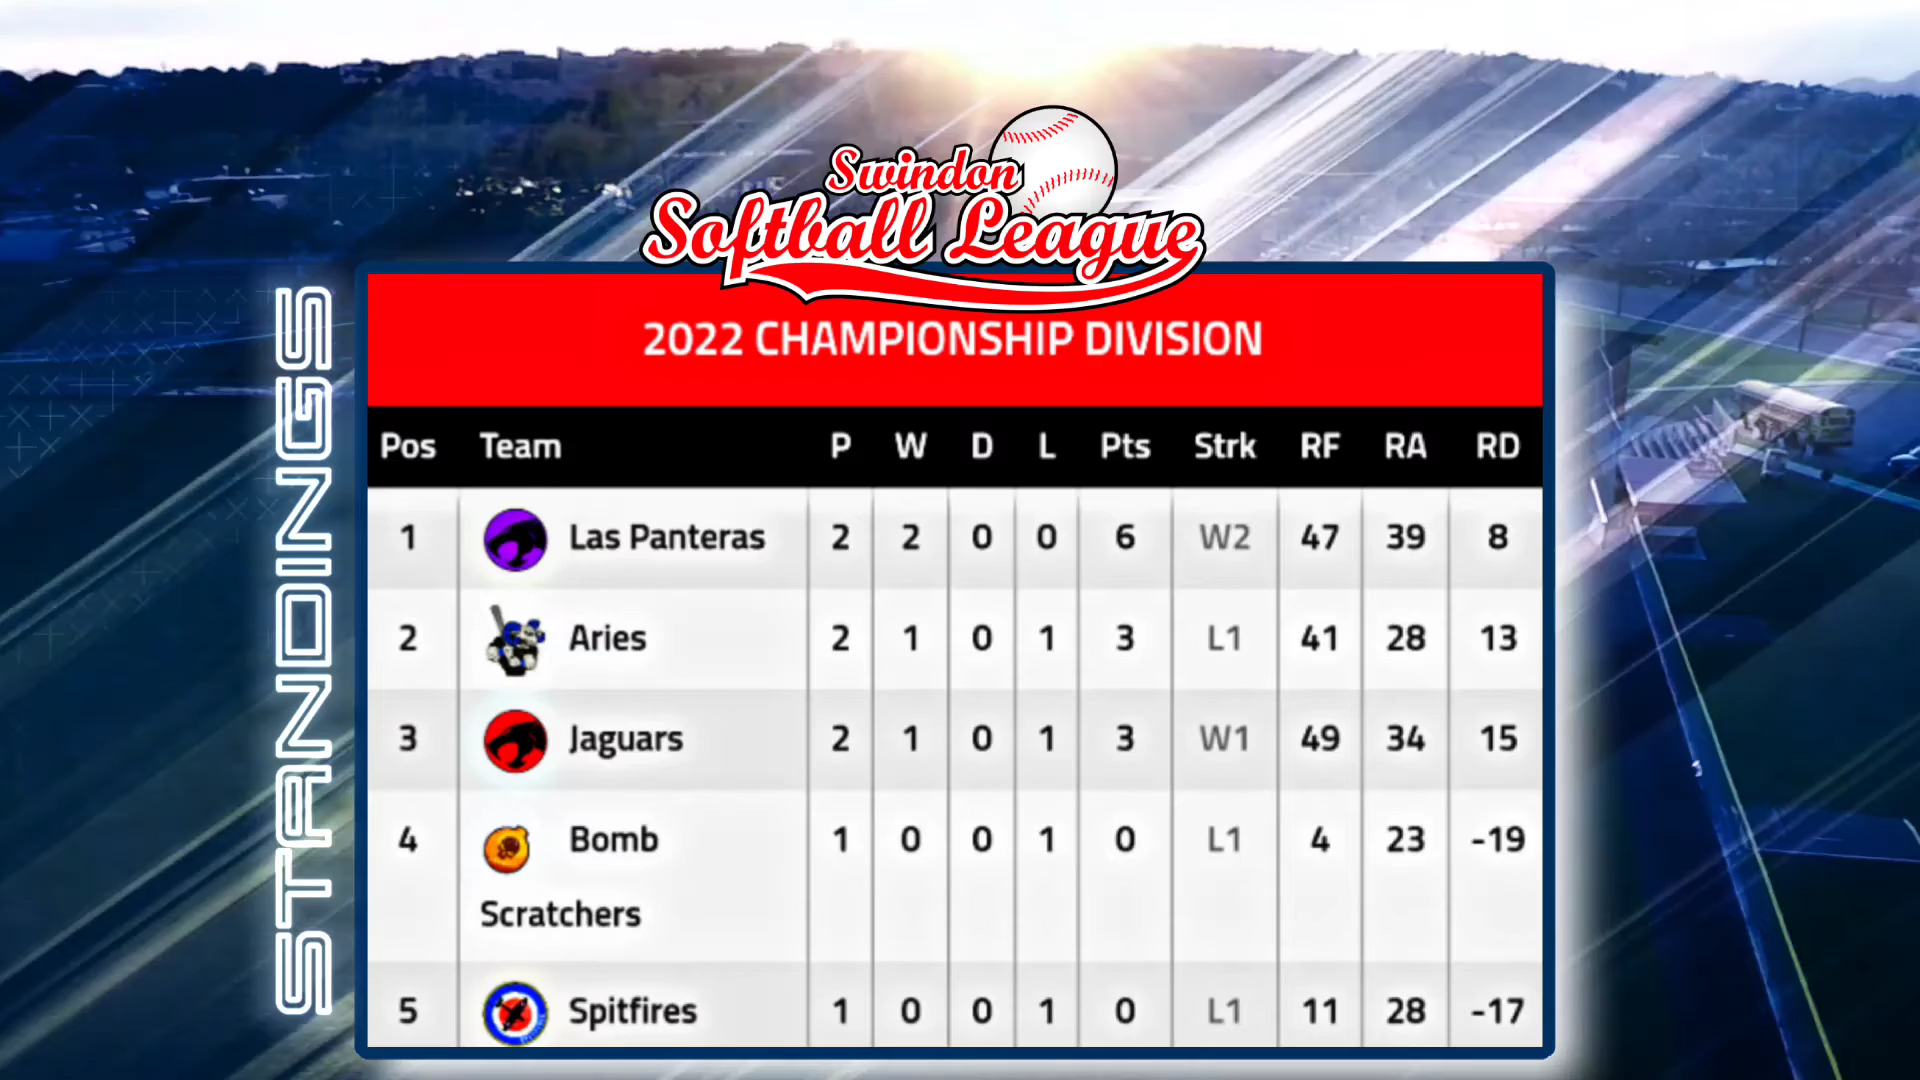 Swindon
Softball League
STANDINGS
2022 CHAMPIONSHIP DIVISION
Pos Team P W D L Pts Strk RF RA RD
1 Las Panteras 2 2 0 0 6 W2 47 39 8
2 Aries 2 1 0 1 3 L1 41 28 13
3 Jaguars 2 1 0 1 3 W1 49 34 15
4 Bomb 1 0 0 1 0 L1 4 23 -19
Scratchers
5 Spitfires 1 0 0 1 0 L1 11 28 -17